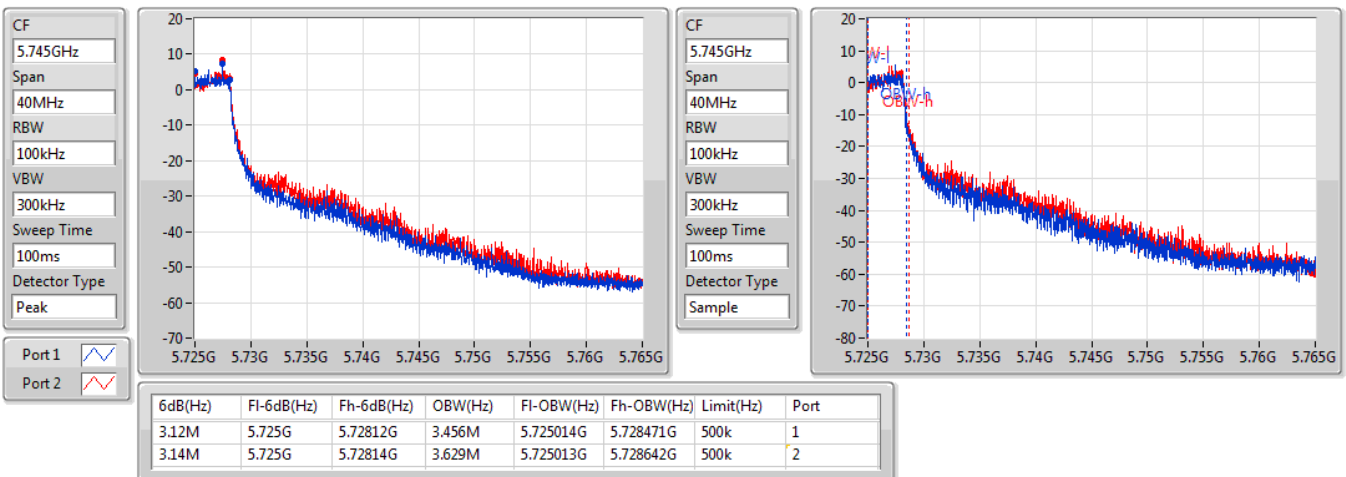 CF
5.745GHz
Span
40MHz
RBW
100kHz
VBW
300kHz
Sweep Time
100ms
Detector Type
Peak
Port 1
Port 2
20
10
0
-10
-20
-30
-40
-50
-60
-70
5.725G 5.73G 5.735G 5.74G 5.745G 5.75G 5.755G 5.76G 5.765G
CF
5.745GHz
Span
40MHz
RBW
100kHz
VBW
300kHz
Sweep Time
100ms
Detector Type
Sample
20
10
0
-10
-20
-30
-40
-50
-60
-70
-80
W-l
OBW-h
OBW-h
5.725G 5.73G 5.735G 5.74G 5.745G 5.75G 5.755G 5.76G 5.765G
6dB(Hz) Fl-6dB(Hz) Fh-6dB(Hz) OBW(Hz) Fl-OBW(Hz) Fh-OBW(Hz) Limit(Hz) Port
3.12M 5.725G 5.72812G 3.456M 5.725014G 5.728471G 500k 1
3.14M 5.725G 5.72814G 3.629M 5.725013G 5.728642G 500k 2